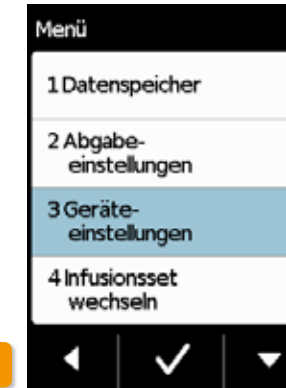 Menü
1 Datenspeicher
2 Abgabe-
einstellungen
3 Geräte-
einstellungen
4 Infusionsset
wechseln